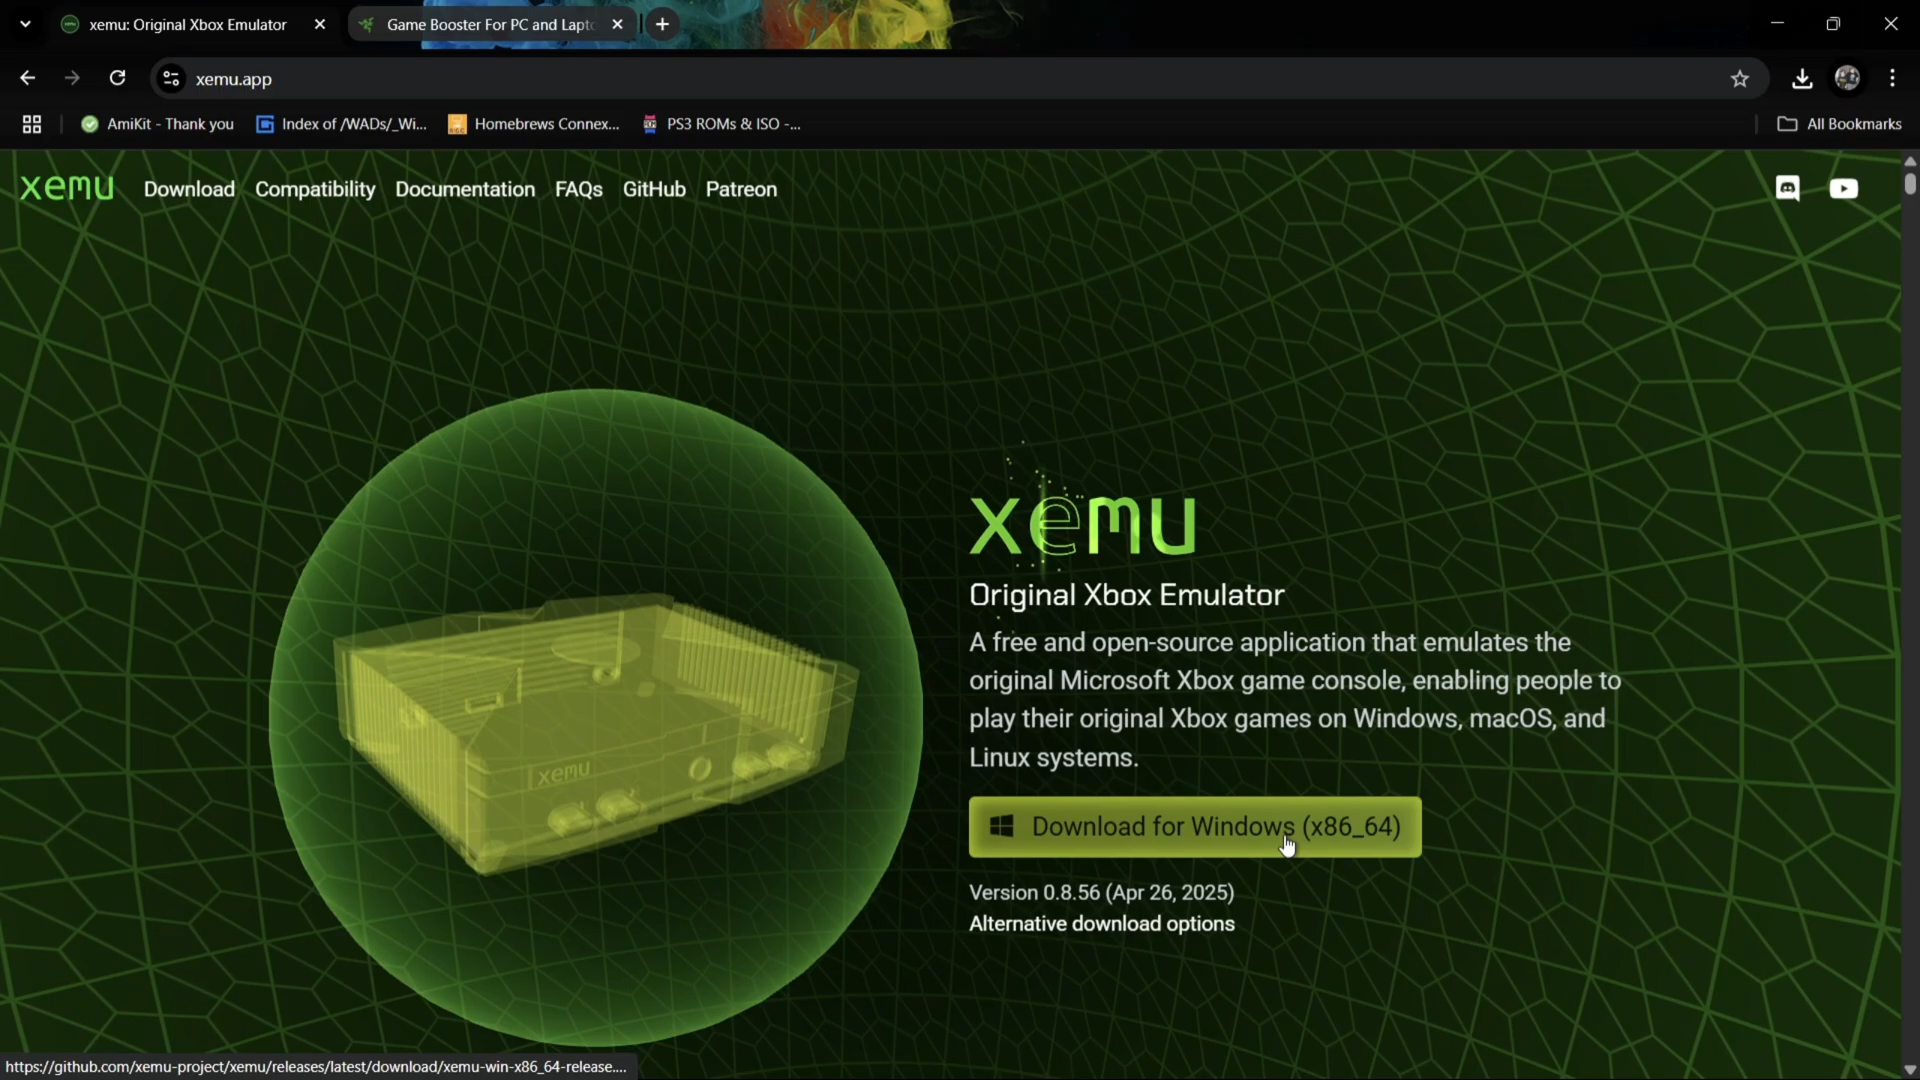 xemu: Original Xbox Emulator
Game Booster For PC and Lapt
xemu.app
AmiKit - Thank you
Index of /WADs/_Wi...
Homebrews Connex...
PS3 ROMs & ISO -...
All Bookmarks
xemu
Download
Compatibility
Documentation
FAQs
GitHub
Patreon
xemu
xemu
Original Xbox Emulator
A free and open-source application that emulates the
original Microsoft Xbox game console, enabling people to
play their original Xbox games on Windows, macOS, and
Linux systems.
Download for Windows (x86_64)
Version 0.8.56 (Apr 26, 2025)
Alternative download options
https://github.com/xemu-project/xemu/releases/latest/download/xemu-win-x86_64-release....